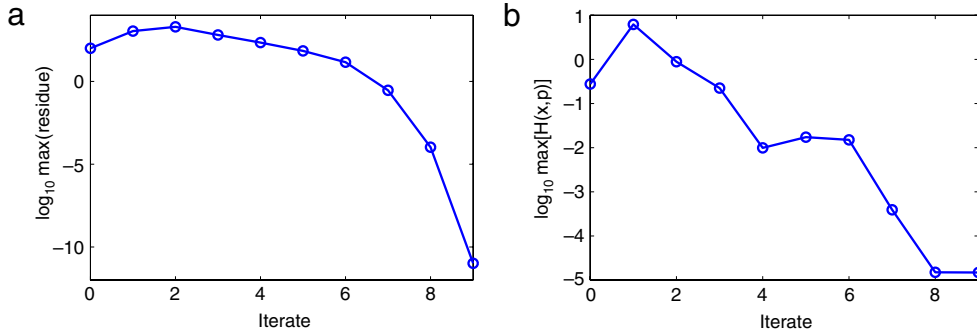 a
0
−5
−10
log10 max(residue)
0 2 4 6 8
Iterate
b
1
0
−1
−2
−3
−4
−5
log10 max[H(x,p)]
0 2 4 6 8
Iterate